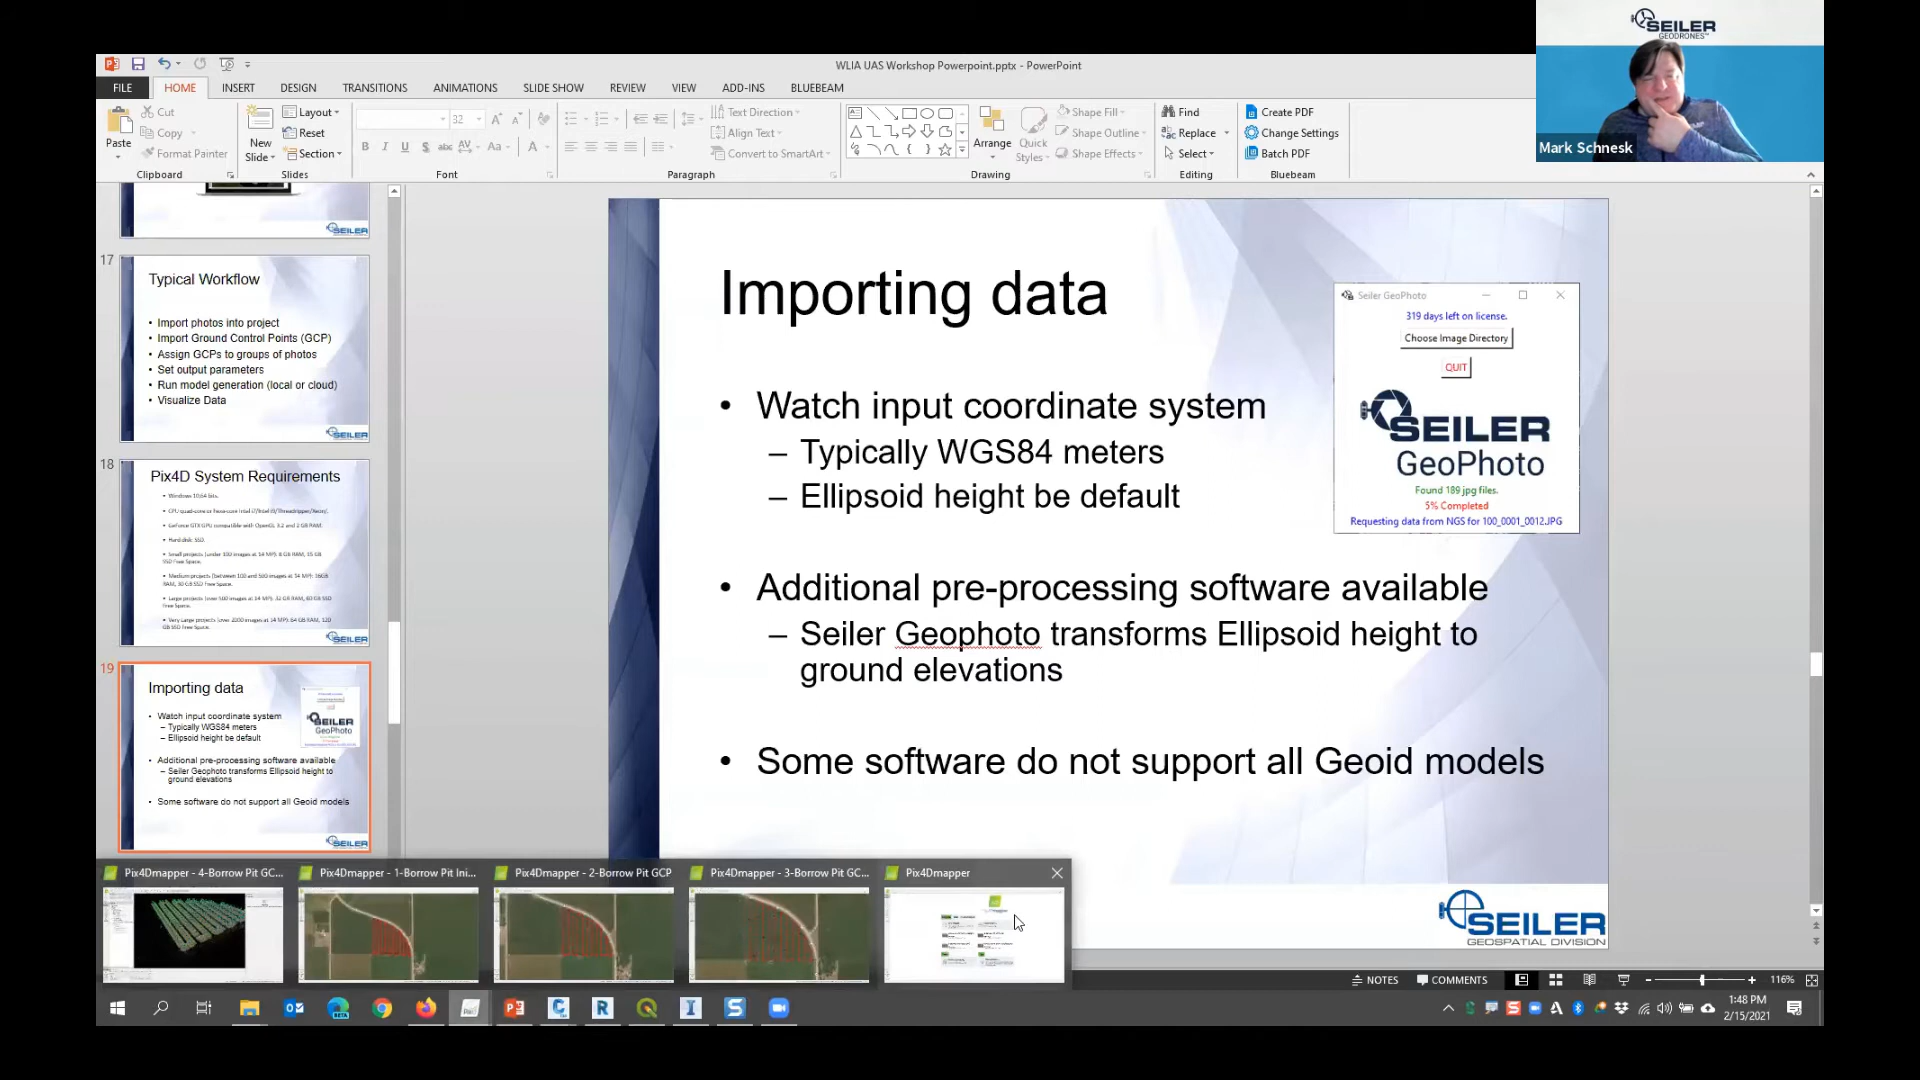 SEILER
GEODRONES™
Mark Schnesk
WLIA UAS Workshop Powerpoint.pptx - PowerPoint
FILE HOME INSERT DESIGN TRANSITIONS ANIMATIONS SLIDE SHOW REVIEW VIEW ADD-INS BLUEBEAM
Paste
Cut
Copy
Format Painter
Clipboard
New
Slide
Layout
Reset
Section
Slides
32
Font
Text Direction
Align Text
Convert to SmartArt
Paragraph
Arrange
Quick
Styles
Shape Fill
Shape Outline
Shape Effects
Drawing
Find
Replace
Select
Editing
Create PDF
Change Settings
Batch PDF
Bluebeam
SEILER
17
Typical Workflow
• Import photos into project
• Import Ground Control Points (GCP)
• Assign GCPs to groups of photos
• Set output parameters
• Run model generation (local or cloud)
• Visualize Data
SEILER
18
Pix4D System Requirements
SEILER
19
Importing data
• Watch input coordinate system
– Typically WGS84 meters
– Ellipsoid height be default
• Additional pre-processing software available
– Seiler Geophoto transforms Ellipsoid height to
ground elevations
• Some software do not support all Geoid models
SEILER
GeoPhoto
SEILER
Importing data
• Watch input coordinate system
– Typically WGS84 meters
– Ellipsoid height be default
• Additional pre-processing software available
– Seiler Geophoto transforms Ellipsoid height to
ground elevations
• Some software do not support all Geoid models
Seiler GeoPhoto
319 days left on license.
Choose Image Directory
QUIT
SEILER
GeoPhoto
Found 189 jpg files.
5% Completed
Requesting data from NGS for 100_0001_0012.JPG
SEILER
GEOSPATIAL DIVISION
Pix4Dmapper - 4-Borrow Pit GC...
Pix4Dmapper - 1-Borrow Pit Ini...
Pix4Dmapper - 2-Borrow Pit GCP
Pix4Dmapper - 3-Borrow Pit GC...
Pix4Dmapper
NOTES COMMENTS 116%
1:48 PM
2/15/2021